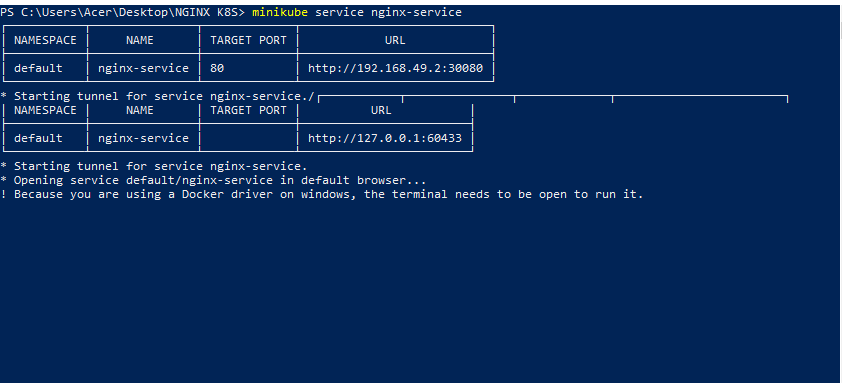 PS C:\Users\Acer\Desktop\NGINX K8S> minikube service nginx-service
NAMESPACE NAME TARGET PORT URL
default nginx-service 80 http://192.168.49.2:30080
* Starting tunnel for service nginx-service./
NAMESPACE NAME TARGET PORT URL
default nginx-service http://127.0.0.1:60433
* Starting tunnel for service nginx-service.
* Opening service default/nginx-service in default browser...
! Because you are using a Docker driver on windows, the terminal needs to be open to run it.